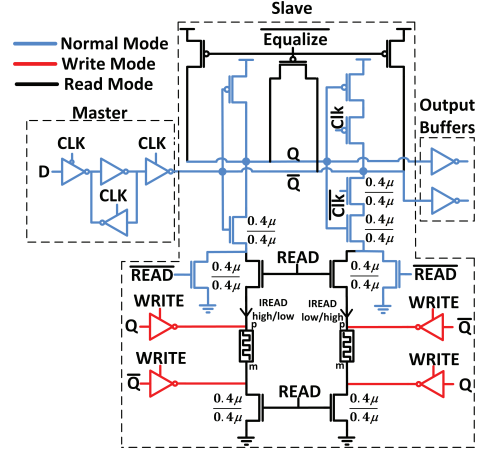 Slave
Normal Mode
Write Mode
Read Mode
Equalize
Master
Output
Buffers
CLK
CLK
D
CLK
Clk
Q
Q
Clk
0.4μ
0.4μ
0.4μ
0.4μ
0.4μ
0.4μ
READ
READ
READ
0.4μ
0.4μ
0.4μ
0.4μ
IREAD
high/low
IREAD
low/high
WRITE
WRITE
Q
p
p
Q
WRITE
WRITE
m
m
Q
READ
Q
0.4μ
0.4μ
0.4μ
0.4μ